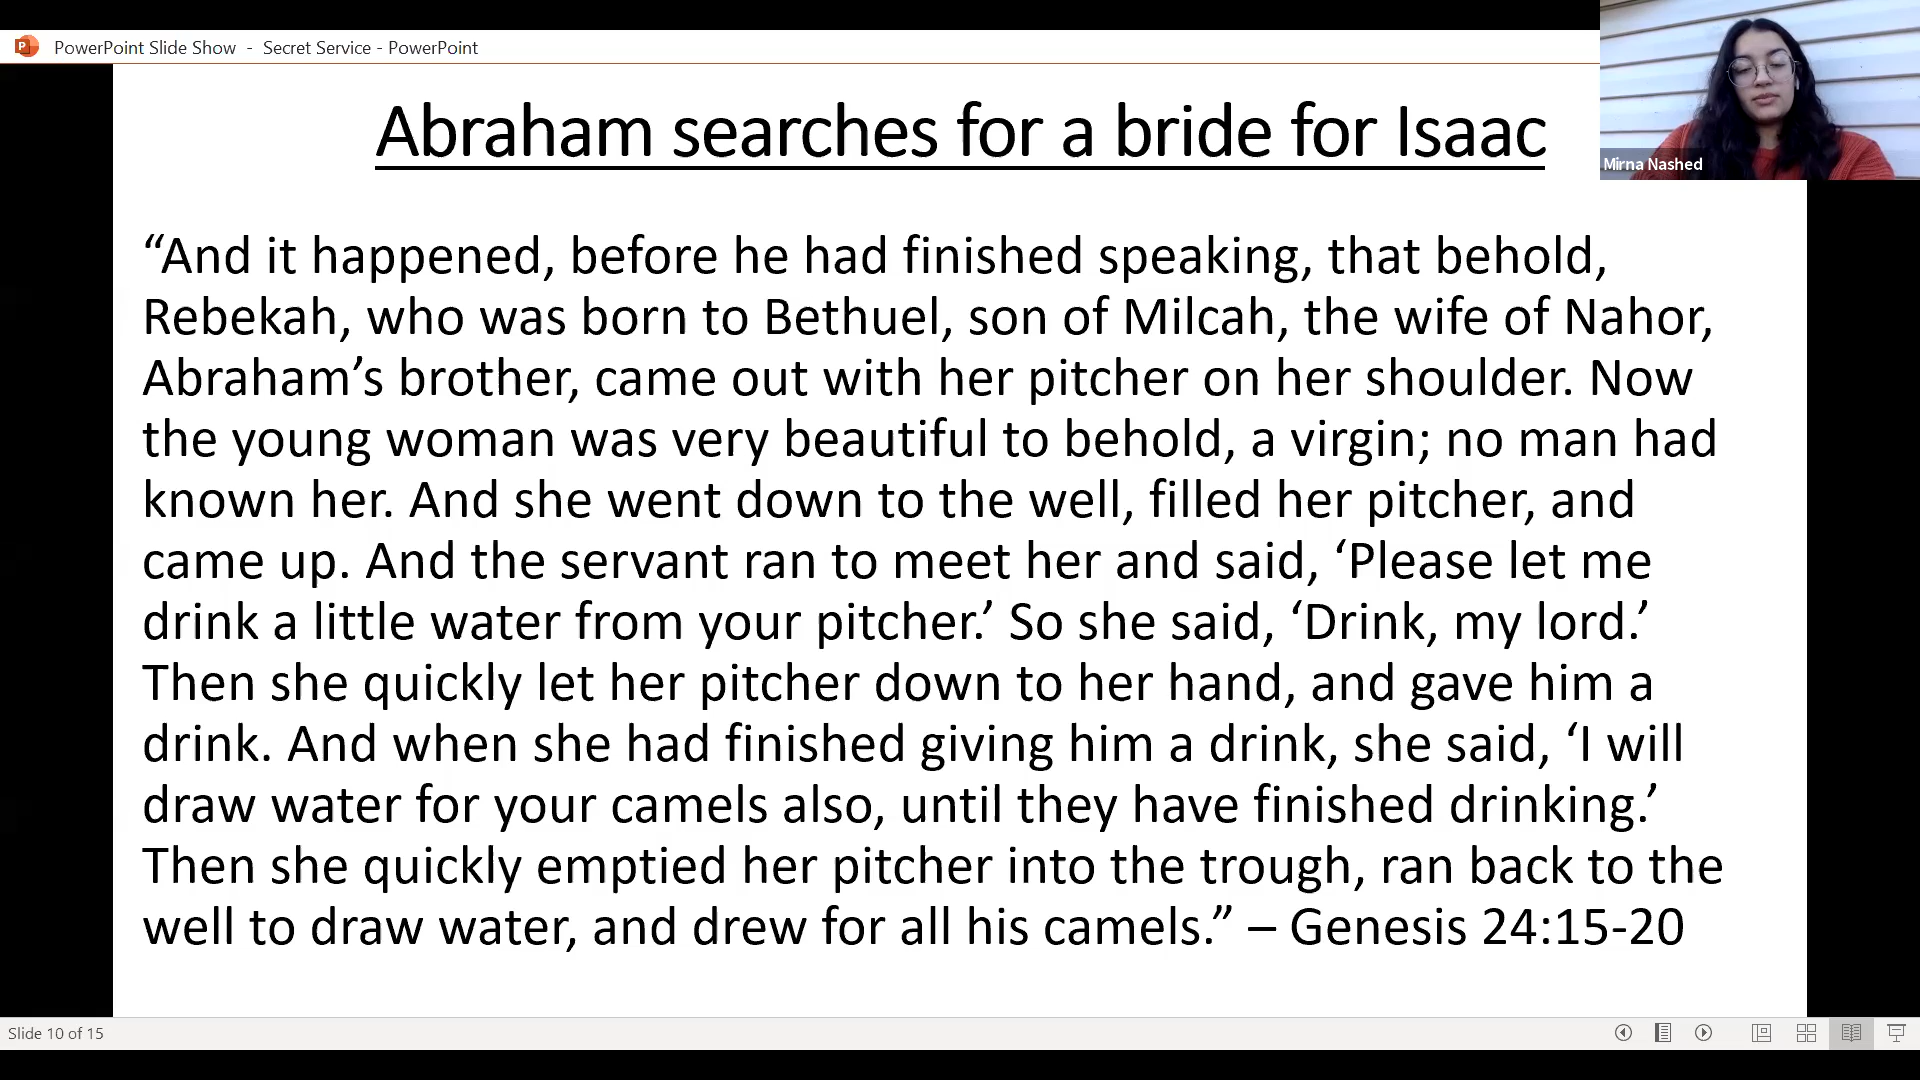 PowerPoint Slide Show - Secret Service - PowerPoint
Abraham searches for a bride for Isaac
Mirna Nashed
“And it happened, before he had finished speaking, that behold,
Rebekah, who was born to Bethuel, son of Milcah, the wife of Nahor,
Abraham’s brother, came out with her pitcher on her shoulder. Now
the young woman was very beautiful to behold, a virgin; no man had
known her. And she went down to the well, filled her pitcher, and
came up. And the servant ran to meet her and said, ‘Please let me
drink a little water from your pitcher.’ So she said, ‘Drink, my lord.’
Then she quickly let her pitcher down to her hand, and gave him a
drink. And when she had finished giving him a drink, she said, ‘I will
draw water for your camels also, until they have finished drinking.’
Then she quickly emptied her pitcher into the trough, ran back to the
well to draw water, and drew for all his camels.” – Genesis 24:15-20
Slide 10 of 15